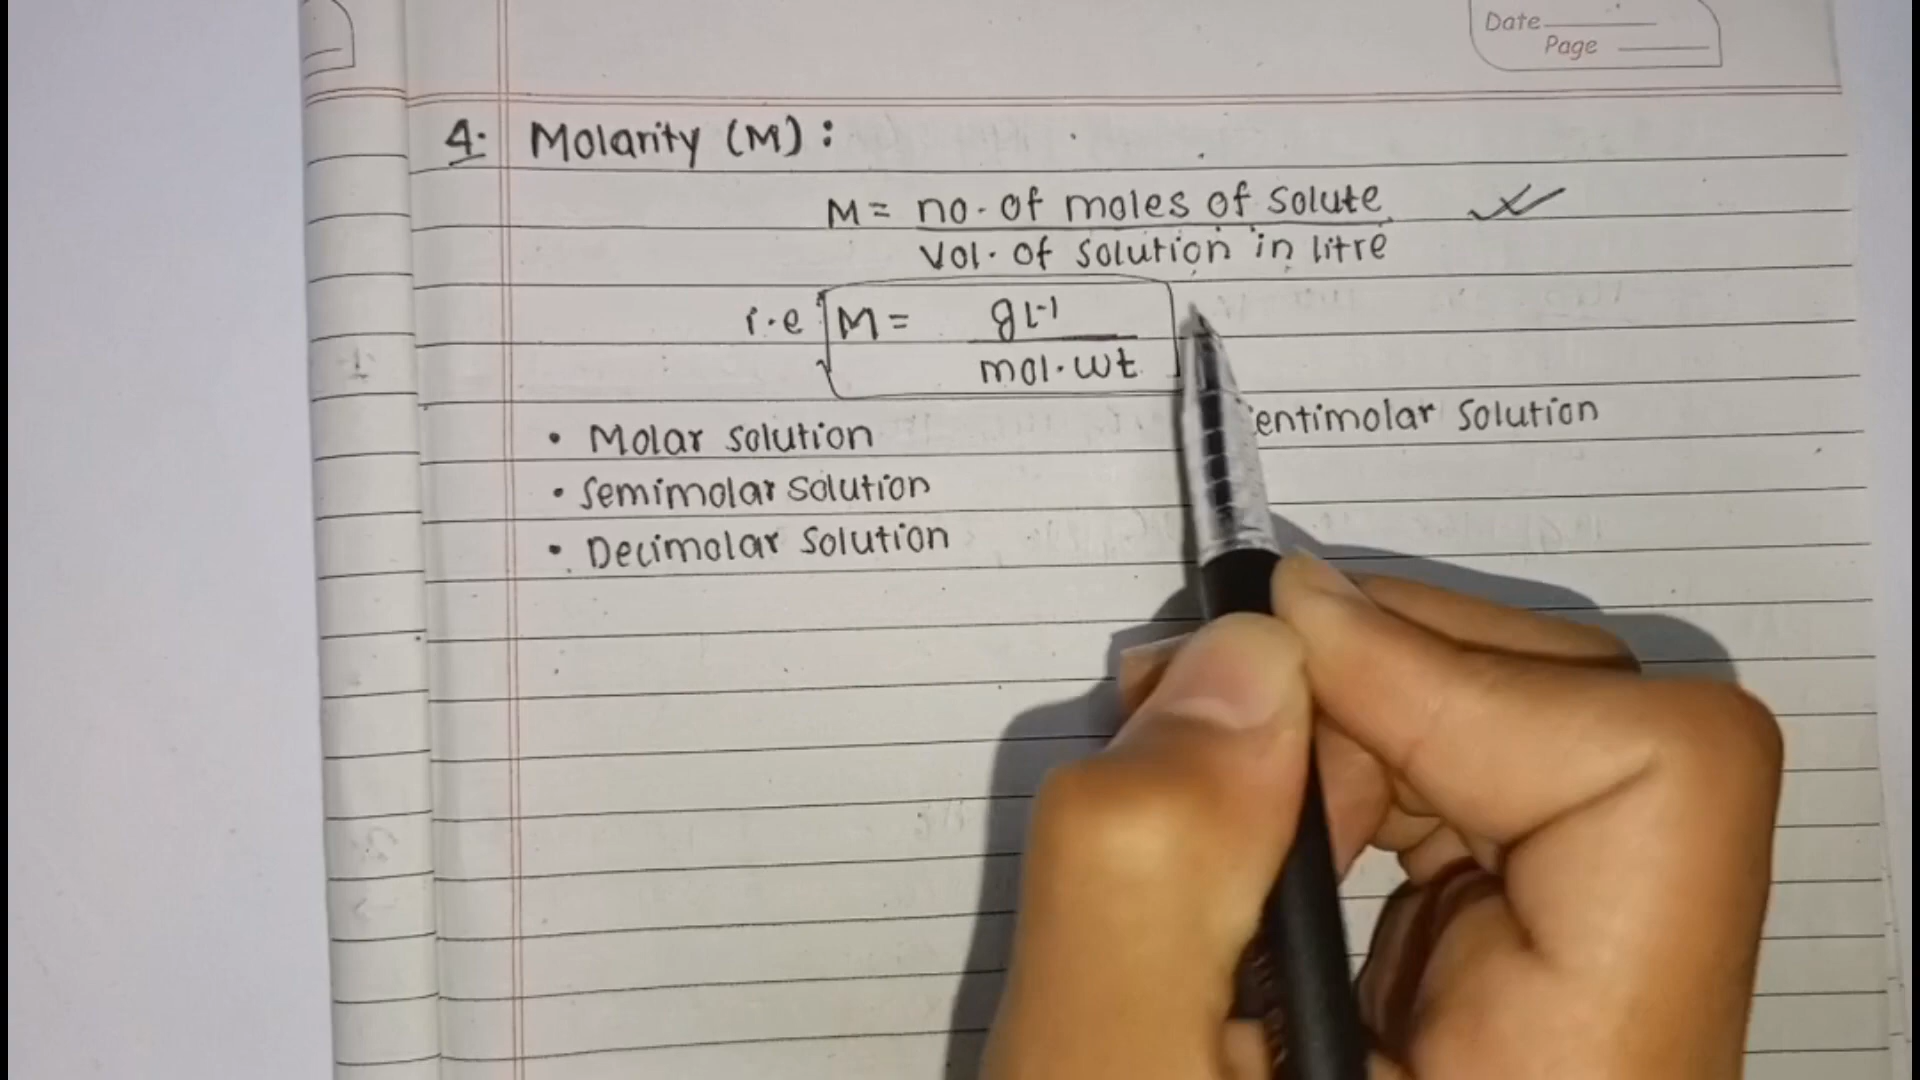 Date
Page
4. Molarity (M) :
M = no. of moles of solute
Vol. of solution in litre
i.e M = gL-1
mol. wt
• Molar solution
entimolar solution
• Semimolar solution
• Decimolar solution